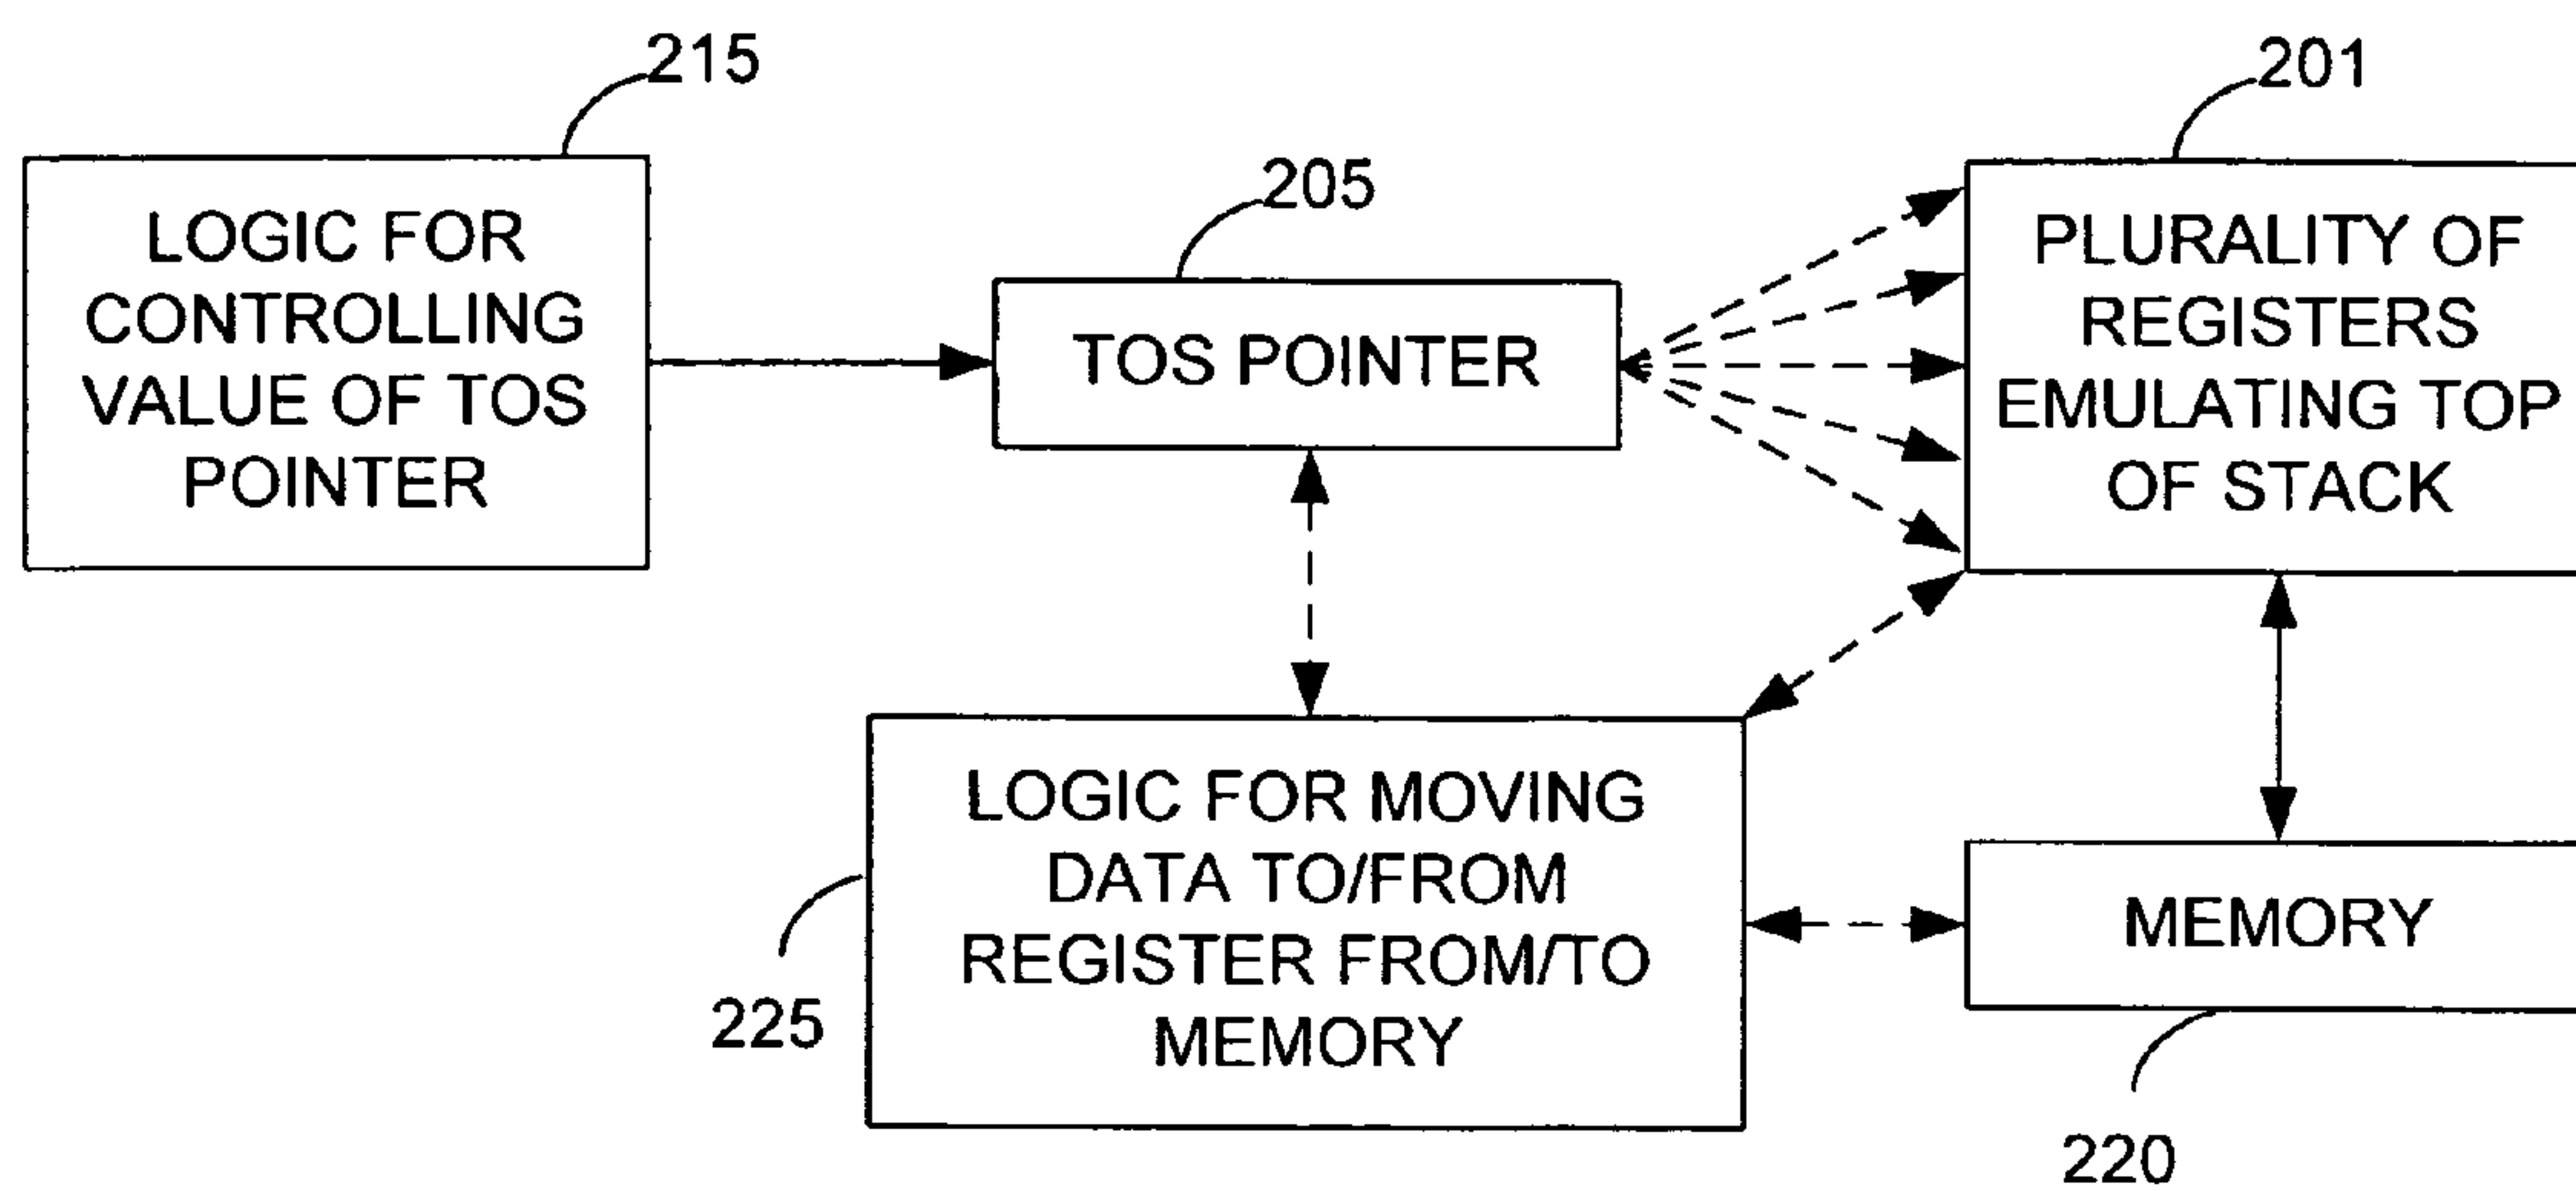 215
LOGIC FOR
CONTROLLING
VALUE OF TOS
POINTER
205
TOS POINTER
201
PLURALITY OF
REGISTERS
EMULATING TOP
OF STACK
225
LOGIC FOR MOVING
DATA TO/FROM
REGISTER FROM/TO
MEMORY
MEMORY
220